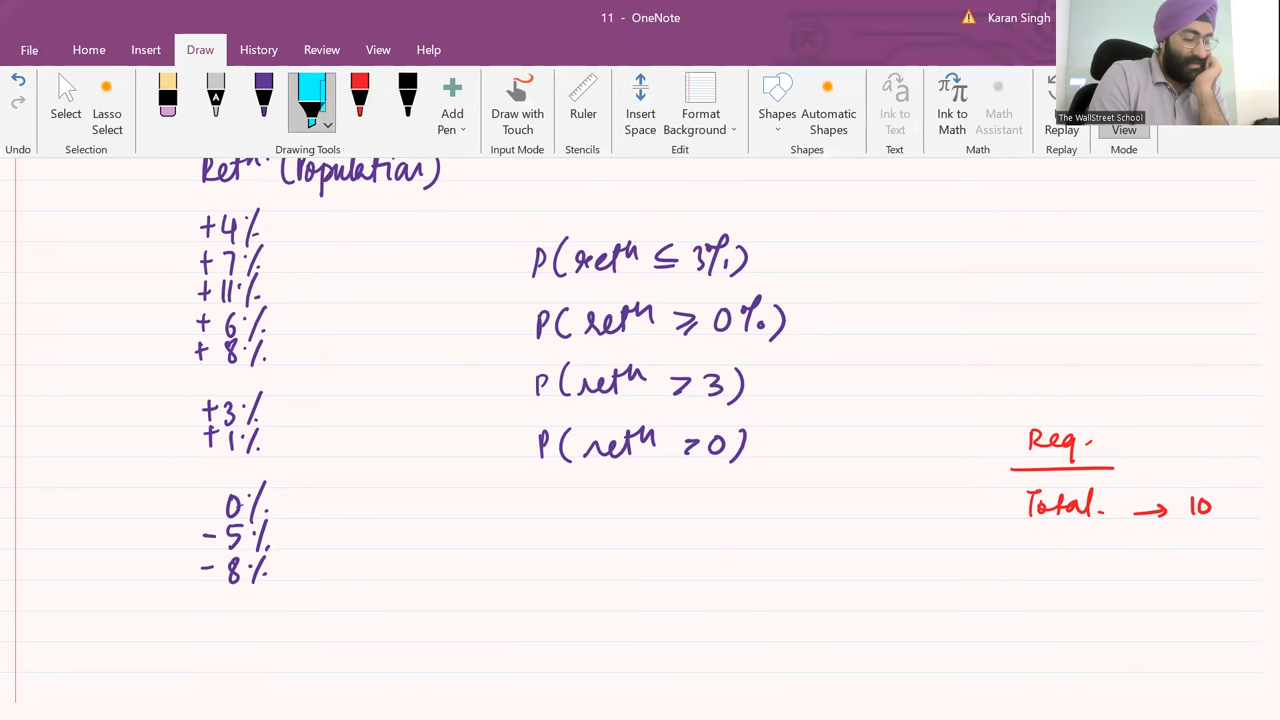 11 - OneNote
Karan Singh
File Home Insert Draw History Review View Help
Undo
Select
Lasso Select
Selection
Drawing Tools
Add Pen
Draw with Touch
Input Mode
Ruler
Stencils
Insert Space
Format Background
Edit
Shapes
Automatic Shapes
Shapes
Ink to Text
Text
Ink to Math
Math Assistant
Math
Replay
Replay
View
Mode
The WallStreet School
Retn. (Population)
+4%
+7%
+11%
+6%
+8%
+3%
+1%
0%
-5%
-8%
P(retn ≤ 3%)
P(retn ≥ 0%)
P(retn > 3)
P(retn > 0)
Req.
Total. → 10